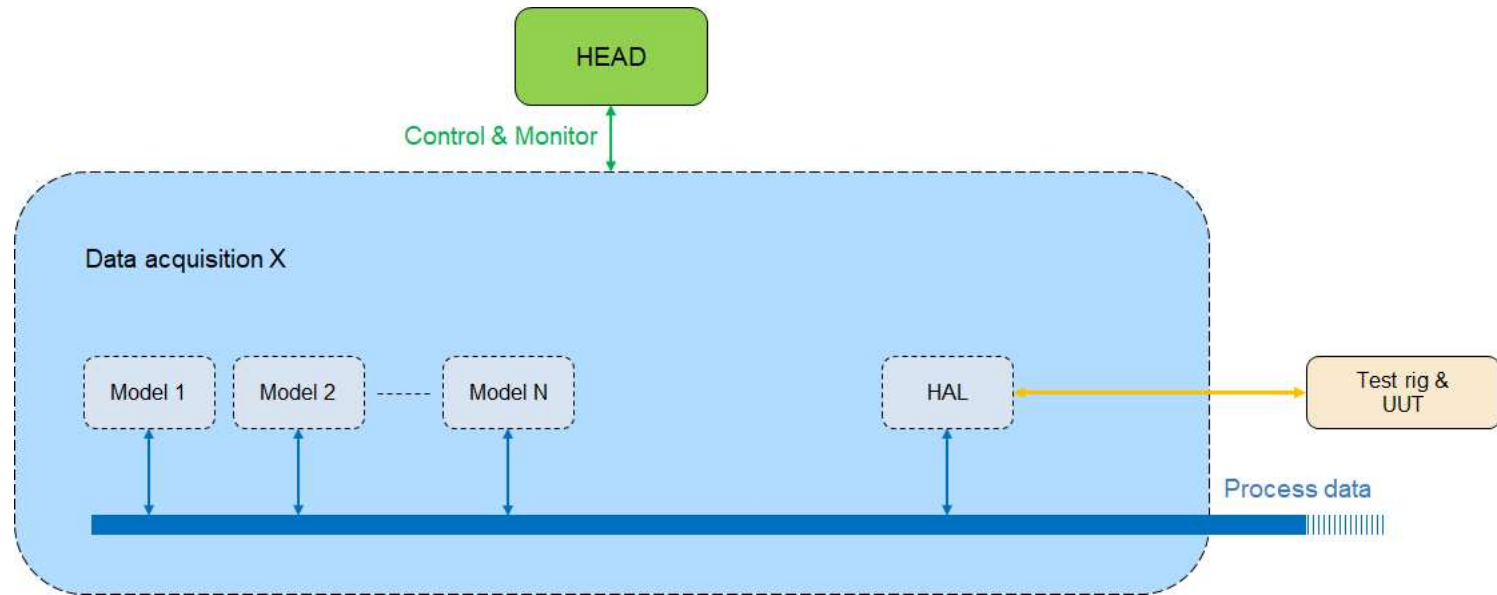 HEAD
Control & Monitor
Data acquisition X
Model 1
Model 2
Model N
HAL
Test rig &
UUT
Process data